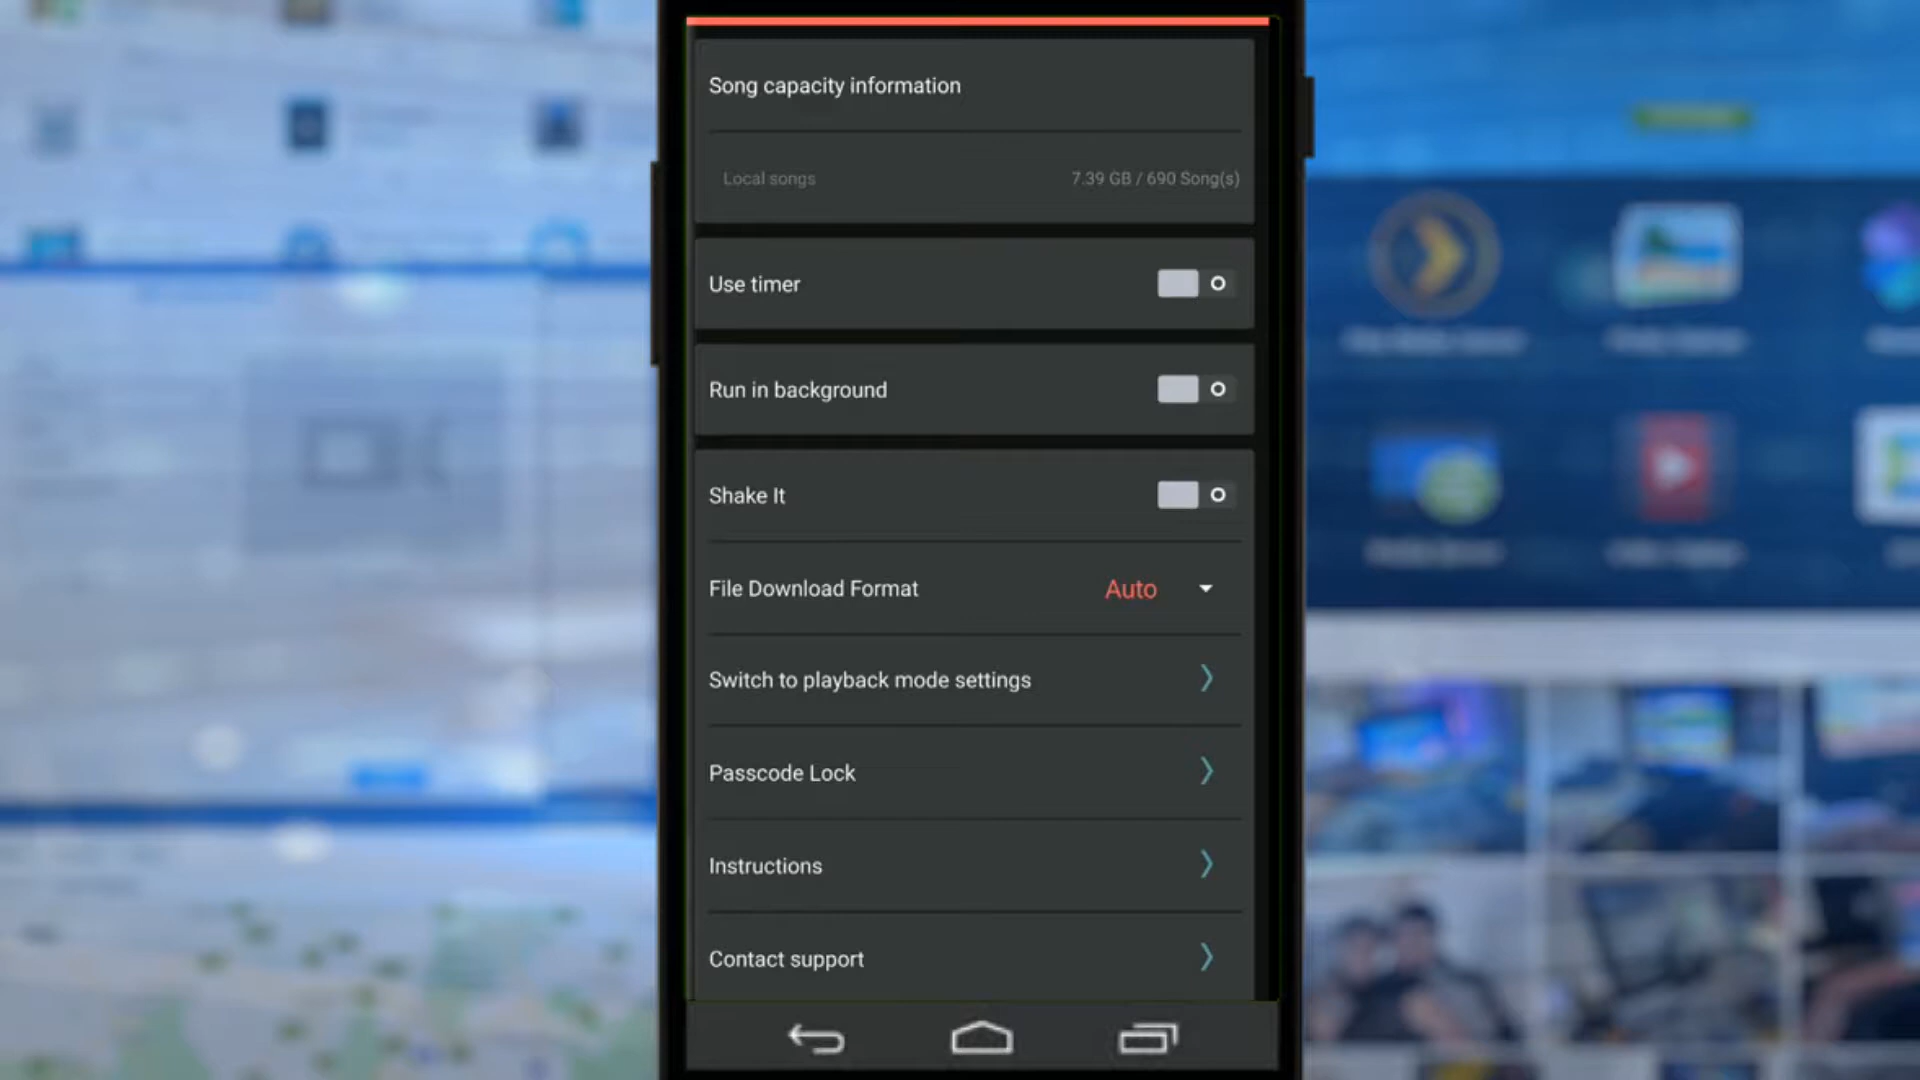 Song capacity information
Local songs 7.39 GB / 690 Song(s)
Use timer
Run in background
Shake It
File Download Format Auto
Switch to playback mode settings
Passcode Lock
Instructions
Contact support